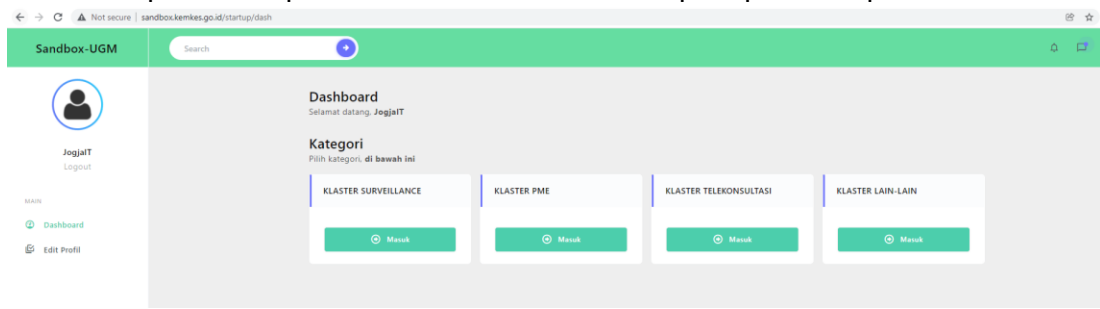 Not secure | sandbox.kemkes.go.id/startup/dash
Sandbox-UGM
Search
JogjaIT
Logout
MAIN
Dashboard
Edit Profil
Dashboard
Selamat datang, JogjaIT
Kategori
Pilih kategori. di bawah ini
KLASTER SURVEILLANCE
KLASTER PME
KLASTER TELEKONSULTASI
KLASTER LAIN-LAIN
Masuk
Masuk
Masuk
Masuk